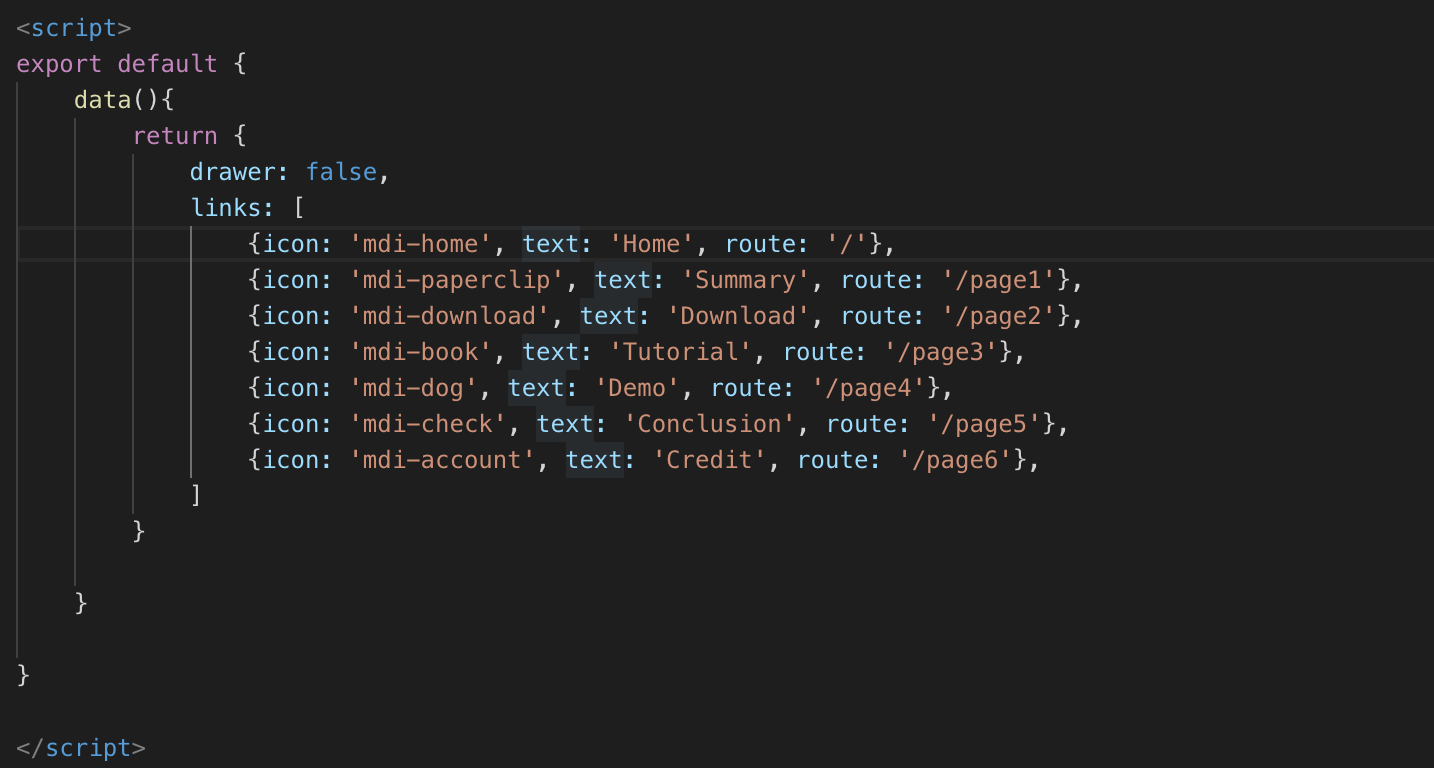 <script>
export default {
    data(){
        return {
            drawer: false,
            links: [
                {icon: 'mdi-home', text: 'Home', route: '/'},
                {icon: 'mdi-paperclip', text: 'Summary', route: '/page1'},
                {icon: 'mdi-download', text: 'Download', route: '/page2'},
                {icon: 'mdi-book', text: 'Tutorial', route: '/page3'},
                {icon: 'mdi-dog', text: 'Demo', route: '/page4'},
                {icon: 'mdi-check', text: 'Conclusion', route: '/page5'},
                {icon: 'mdi-account', text: 'Credit', route: '/page6'},
            ]
        }
    }
}
</script>